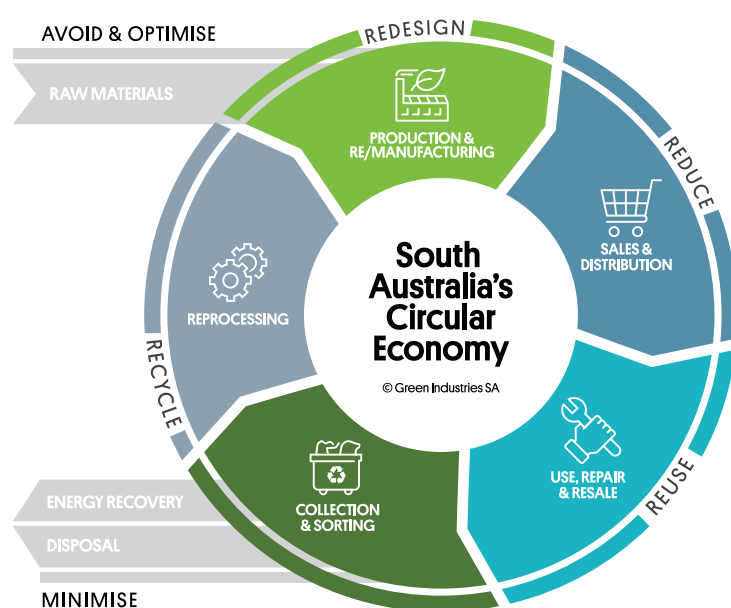 AVOID & OPTIMISE
RAW MATERIALS
REDESIGN
PRODUCTION &
RE/MANUFACTURING
REDUCE
SALES &
DISTRIBUTION
South
Australia's
Circular
Economy
© Green Industries SA
REPROCESSING
RECYCLE
USE, REPAIR
& RESALE
REUSE
COLLECTION
& SORTING
ENERGY RECOVERY
DISPOSAL
MINIMISE